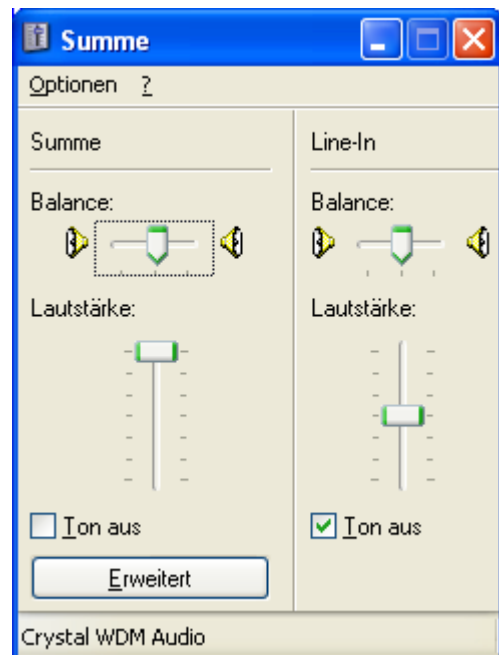 Summe
Optionen ?
Summe
Balance:
Lautstärke:
Ton aus
Erweitert
Line-In
Balance:
Lautstärke:
Ton aus
Crystal WDM Audio